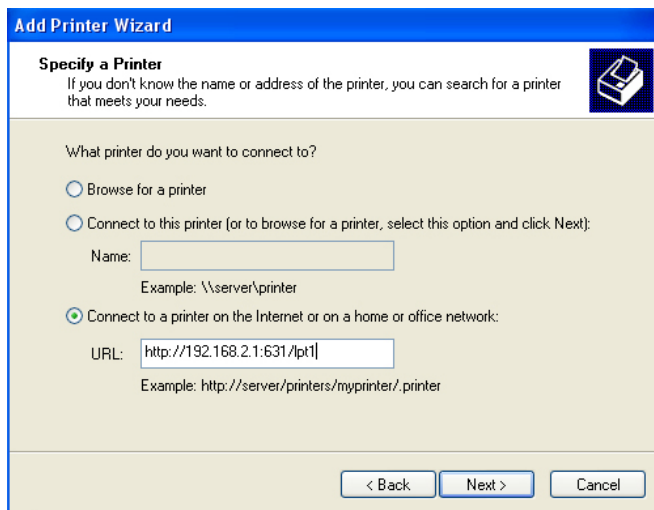 Add Printer Wizard
Specify a Printer
If you don't know the name or address of the printer, you can search for a printer
that meets your needs.
What printer do you want to connect to?
Browse for a printer
Connect to this printer (or to browse for a printer, select this option and click Next):
Name:
Example: \\server\printer
Connect to a printer on the Internet or on a home or office network:
URL: http://192.168.2.1:631/lpt1
Example: http://server/printers/myprinter/.printer
< Back Next > Cancel